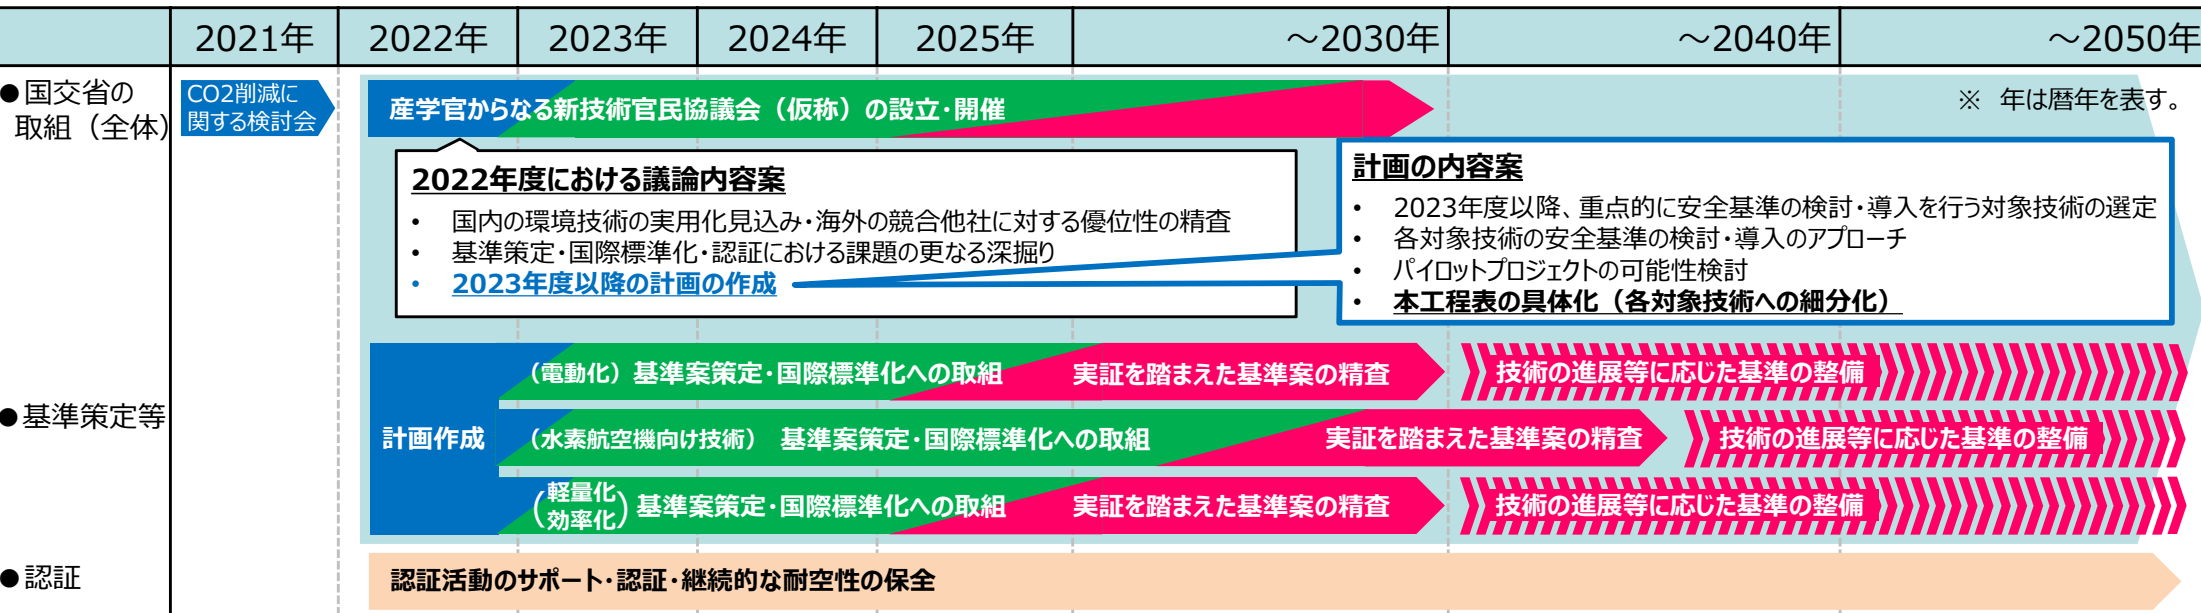 2021年 2022年 2023年 2024年 2025年 ～2030年 ～2040年 ～2050年
●国交省の
取組（全体）
CO2削減に
関する検討会
産学官からなる新技術官民協議会（仮称）の設立・開催
※ 年は暦年を表す。
2022年度における議論内容案
• 国内の環境技術の実用化見込み・海外の競合他社に対する優位性の精査
• 基準策定・国際標準化・認証における課題の更なる深掘り
• 2023年度以降の計画の作成
計画の内容案
• 2023年度以降、重点的に安全基準の検討・導入を行う対象技術の選定
• 各対象技術の安全基準の検討・導入のアプローチ
• パイロットプロジェクトの可能性検討
• 本工程表の具体化（各対象技術への細分化）
●基準策定等
計画作成
（電動化）基準案策定・国際標準化への取組 実証を踏まえた基準案の精査 技術の進展等に応じた基準の整備
（水素航空機向け技術） 基準案策定・国際標準化への取組 実証を踏まえた基準案の精査 技術の進展等に応じた基準の整備
（軽量化
効率化）基準案策定・国際標準化への取組 実証を踏まえた基準案の精査 技術の進展等に応じた基準の整備
●認証
認証活動のサポート・認証・継続的な耐空性の保全